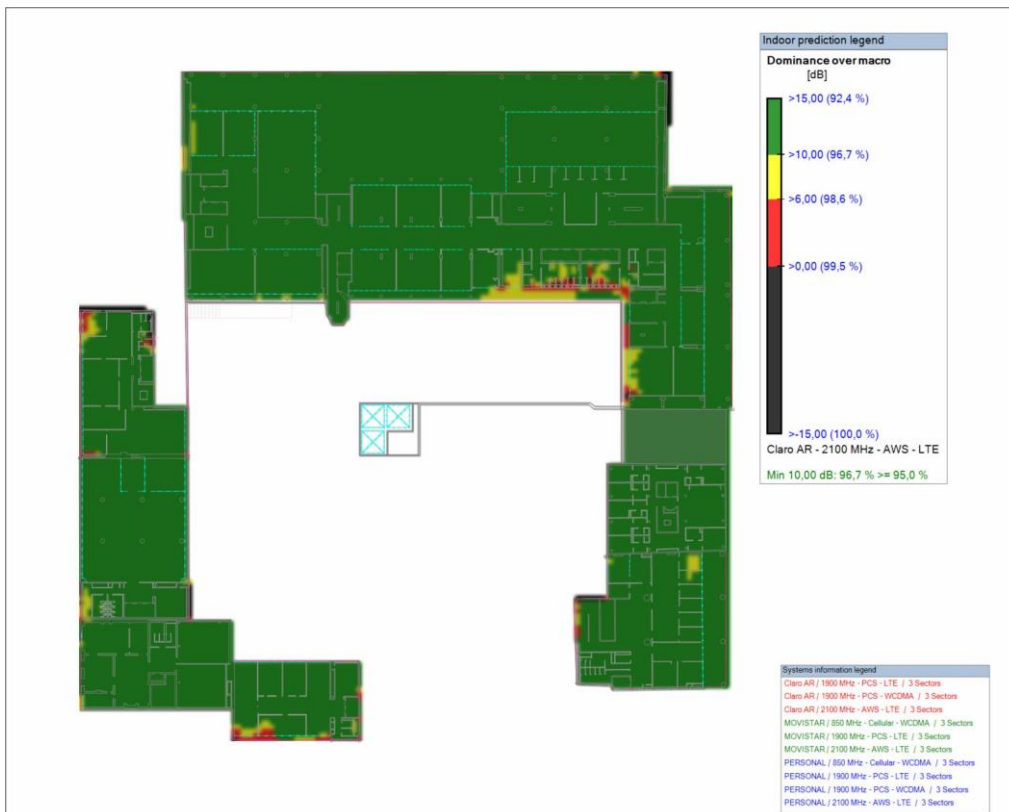 Indoor prediction legend
Dominance over macro
[dB]
>15,00 (92,4 %)
>10,00 (96,7 %)
>6,00 (98,6 %)
>0,00 (99,5 %)
>-15,00 (100,0 %)
Claro AR - 2100 MHz - AWS - LTE
Min 10,00 dB: 96,7 % >= 95,0 %
Systems information legend
Claro AR / 1900 MHz - PCS - LTE / 3 Sectors
Claro AR / 1900 MHz - PCS - WCDMA / 3 Sectors
Claro AR / 2100 MHz - AWS - LTE / 3 Sectors
MOVISTAR / 850 MHz - Cellular - WCDMA / 3 Sectors
MOVISTAR / 1900 MHz - PCS - LTE / 3 Sectors
MOVISTAR / 2100 MHz - AWS - LTE / 3 Sectors
PERSONAL / 850 MHz - Cellular - WCDMA / 3 Sectors
PERSONAL / 1900 MHz - PCS - LTE / 3 Sectors
PERSONAL / 1900 MHz - PCS - WCDMA / 3 Sectors
PERSONAL / 2100 MHz - AWS - LTE / 3 Sectors